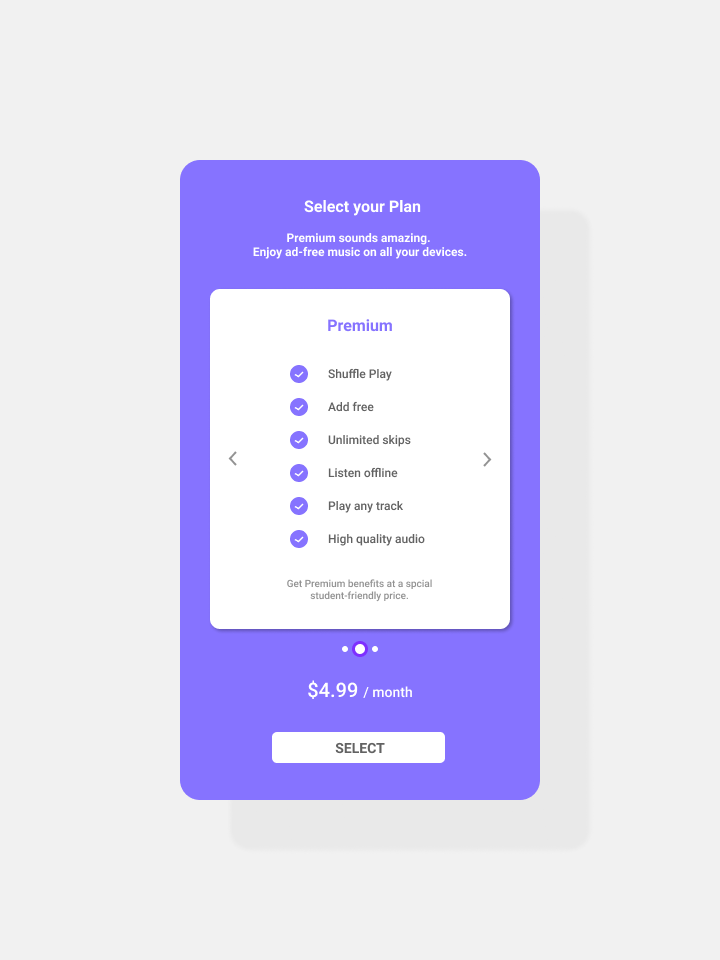 Select your Plan
Premium sounds amazing.
Enjoy ad-free music on all your devices.
Premium
Shuffle Play
Add free
Unlimited skips
Listen offline
Play any track
High quality audio
Get Premium benefits at a spcial
student-friendly price.
$4.99 / month
SELECT